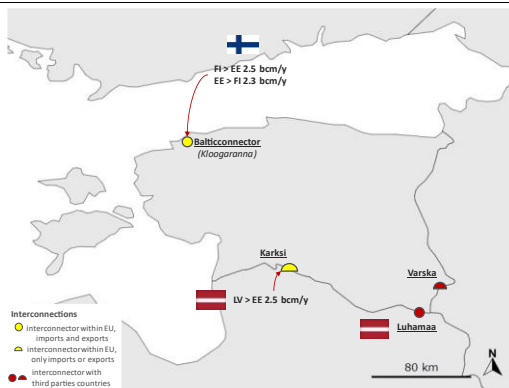 FI > EE 2.5 bcm/y
EE > FI 2.3 bcm/y
Balticconnector
(Kloogaranna)
Karksi
Varska
LV > EE 2.5 bcm/y
Luhamaa
Interconnections
interconnector within EU,
imports and exports
interconnector within EU,
only imports or exports
interconnector with
third parties countries
80 km
N